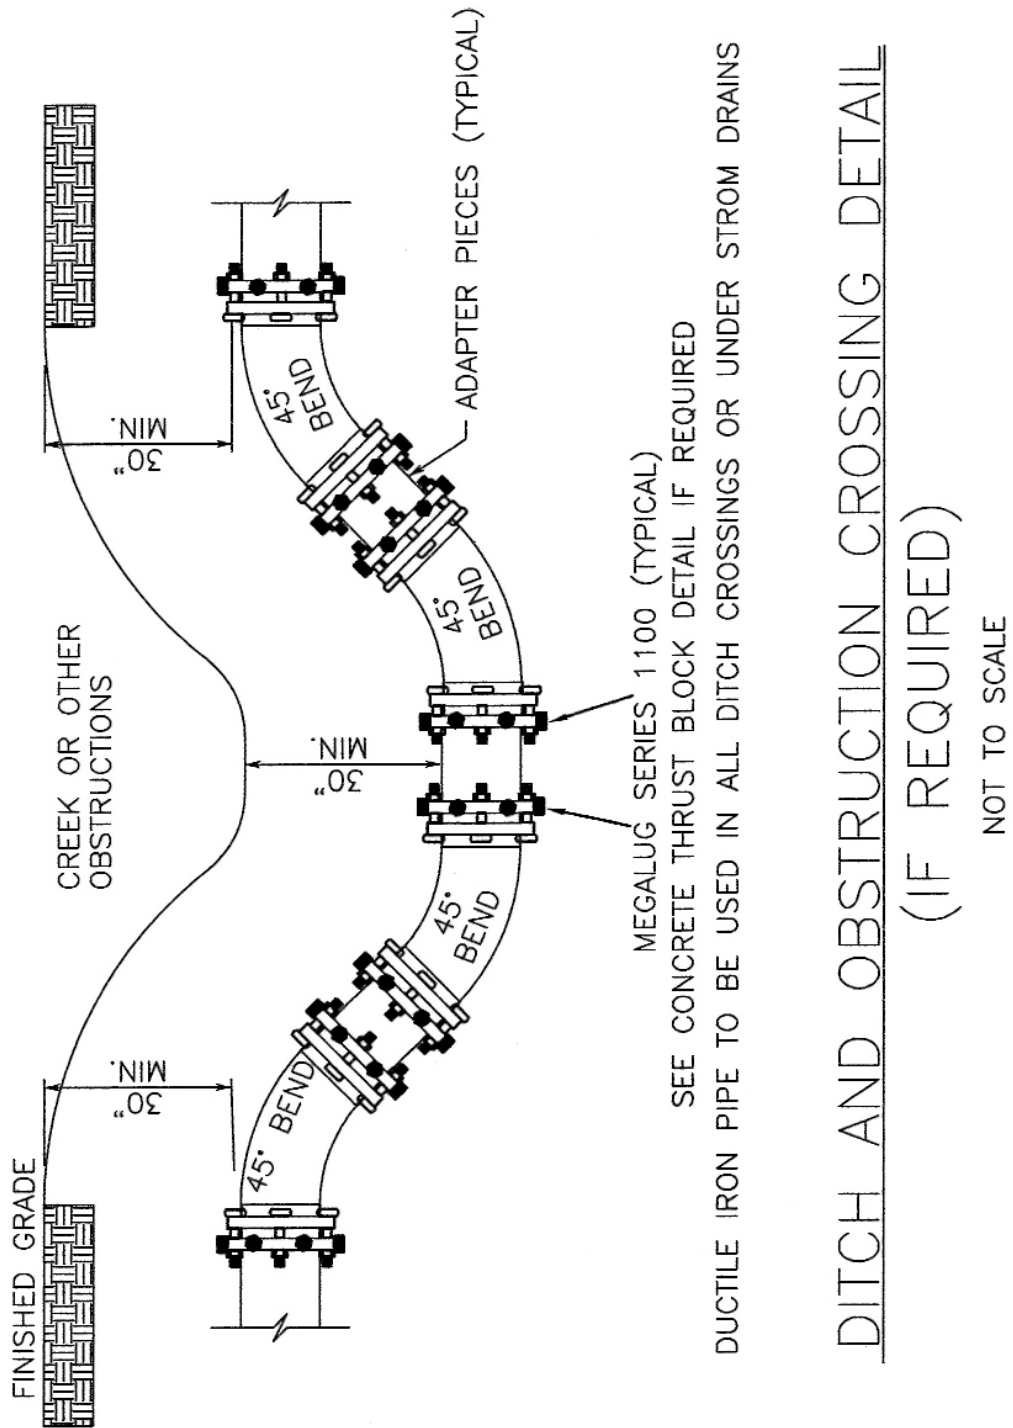 FINISHED GRADE
CREEK OR OTHER
OBSTRUCTIONS
30"
MIN.
30"
MIN.
30"
MIN.
45° BEND
45°
BEND
45°
BEND
45°
BEND
ADAPTER PIECES (TYPICAL)
MEGALUG SERIES 1100 (TYPICAL)
SEE CONCRETE THRUST BLOCK DETAIL IF REQUIRED
DUCTILE IRON PIPE TO BE USED IN ALL DITCH CROSSINGS OR UNDER STROM DRAINS
DITCH AND OBSTRUCTION CROSSING DETAIL
(IF REQUIRED)
NOT TO SCALE